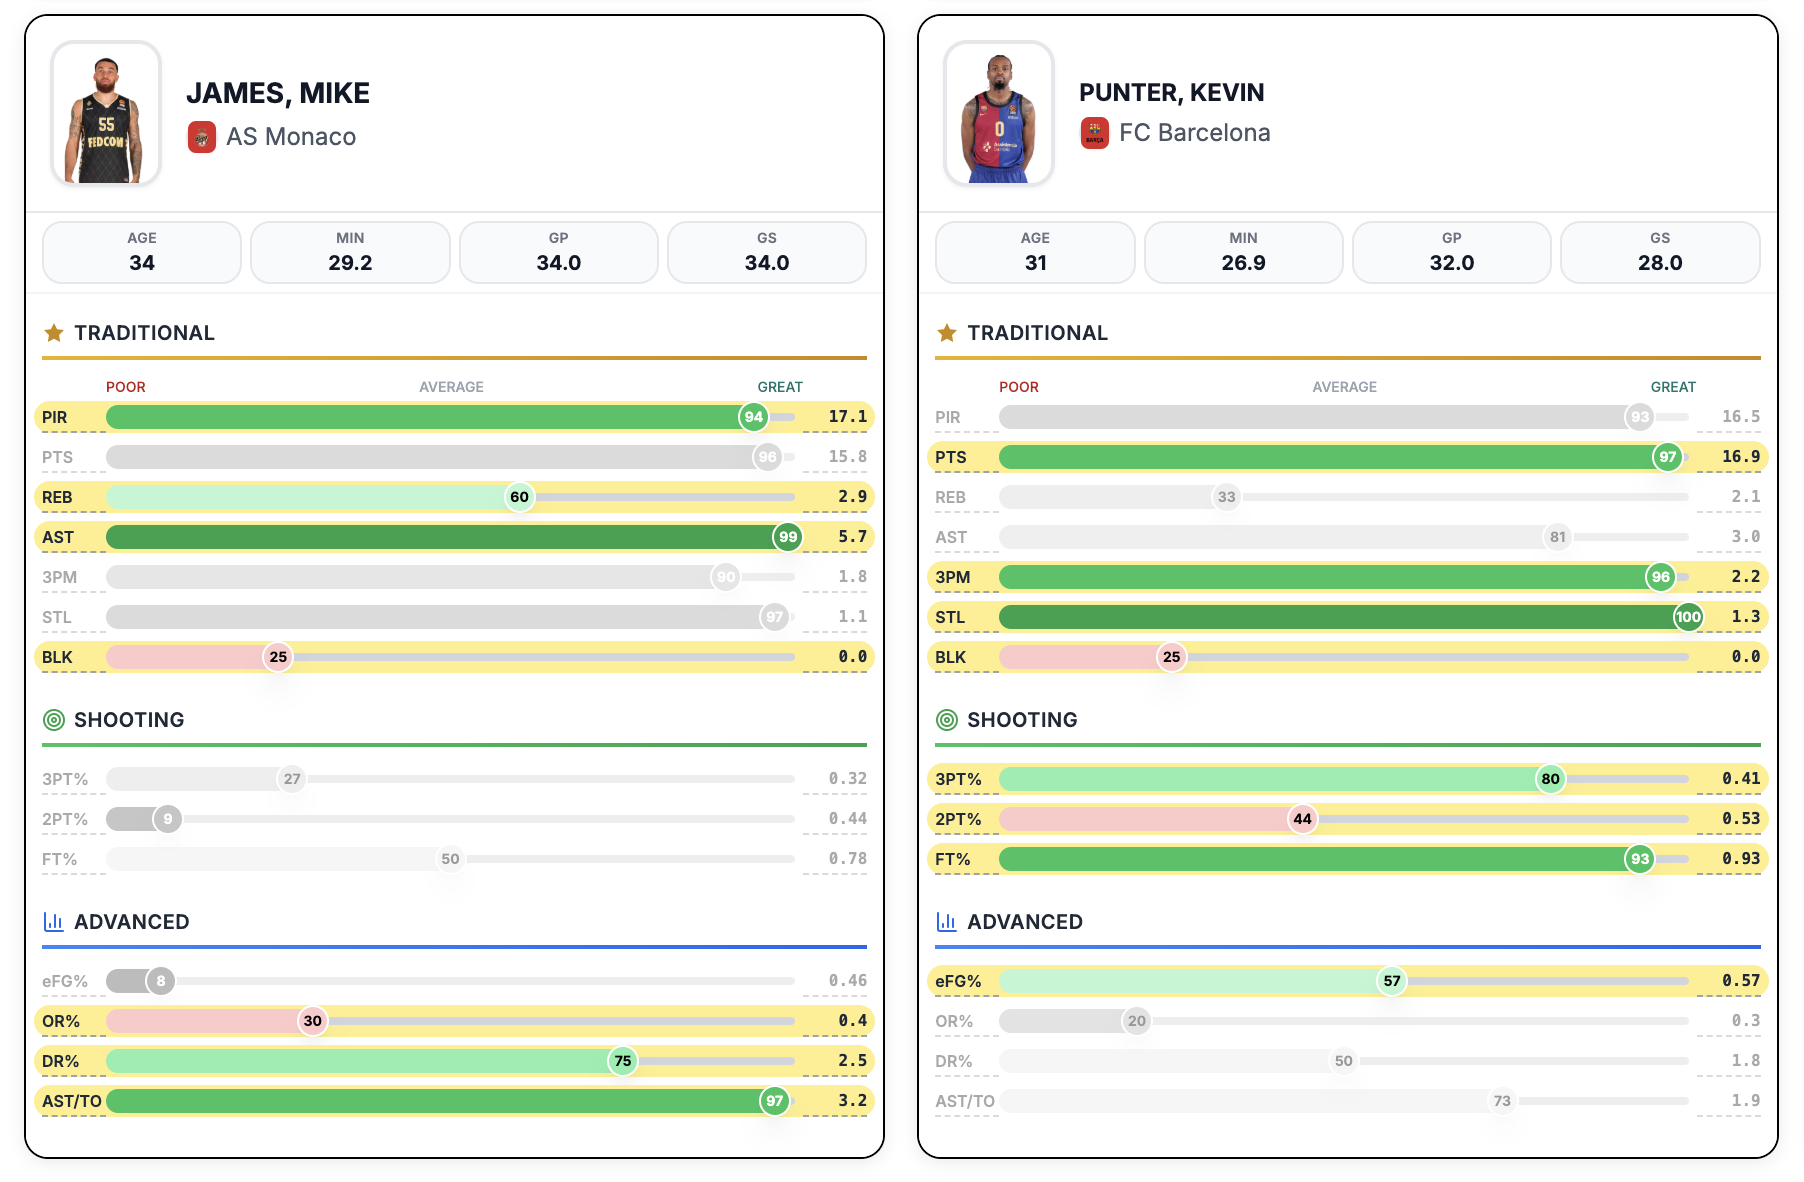 JAMES, MIKE
AS Monaco
55
FEDCOM
AGE
34
MIN
29.2
GP
34.0
GS
34.0
TRADITIONAL
POOR AVERAGE GREAT
PIR 94 17.1
PTS 96 15.8
REB 60 2.9
AST 99 5.7
3PM 90 1.8
STL 97 1.1
BLK 25 0.0
SHOOTING
3PT% 27 0.32
2PT% 9 0.44
FT% 50 0.78
ADVANCED
eFG% 8 0.46
OR% 30 0.4
DR% 75 2.5
AST/TO 97 3.2
PUNTER, KEVIN
FC Barcelona
0
AGE
31
MIN
26.9
GP
32.0
GS
28.0
TRADITIONAL
POOR AVERAGE GREAT
PIR 93 16.5
PTS 97 16.9
REB 33 2.1
AST 81 3.0
3PM 96 2.2
STL 100 1.3
BLK 25 0.0
SHOOTING
3PT% 80 0.41
2PT% 44 0.53
FT% 93 0.93
ADVANCED
eFG% 57 0.57
OR% 20 0.3
DR% 50 1.8
AST/TO 73 1.9